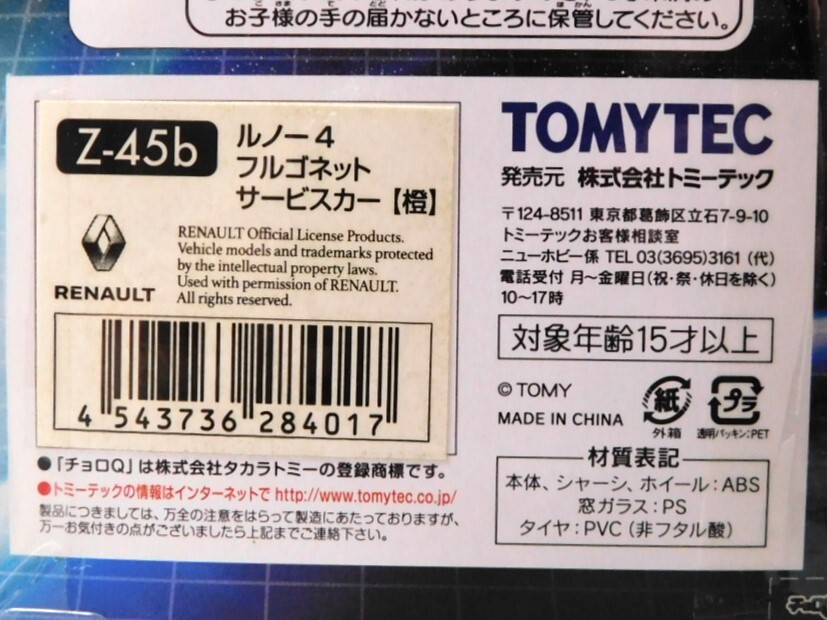 お子様の手の届かないところに保管してください。
Z-45b
ルノー4
フルゴネット
サービスカー【橙】
RENAULT
RENAULT Official License Products.
Vehicle models and trademarks protected
by the intellectual property laws.
Used with permission of RENAULT.
All rights reserved.
4 543736 284017
●「チョロQ」は株式会社タカラトミーの登録商標です。
●トミーテックの情報はインターネットで http://www.tomytec.co.jp/
製品につきましては、万全の注意をはらって製造にあたっておりますが、
万一お気付きの点がございましたら上記までご連絡下さい。
TOMYTEC
発売元 株式会社トミーテック
〒124-8511 東京都葛飾区立石7-9-10
トミーテックお客様相談室
ニューホビー係 TEL 03(3695)3161(代)
電話受付 月～金曜日(祝・祭・休日を除く)
10～17時
対象年齢15才以上
© TOMY
MADE IN CHINA
紙
外箱
プラ
透明パッキン:PET
材質表記
本体、シャーシ、ホイール:ABS
窓ガラス:PS
タイヤ:PVC(非フタル酸)